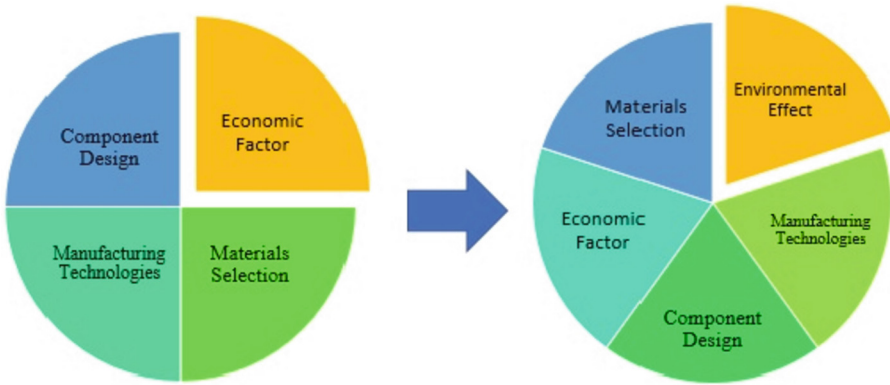 Component
Design
Economic
Factor
Manufacturing
Technologies
Materials
Selection
Materials
Selection
Environmental
Effect
Economic
Factor
Manufacturing
Technologies
Component
Design